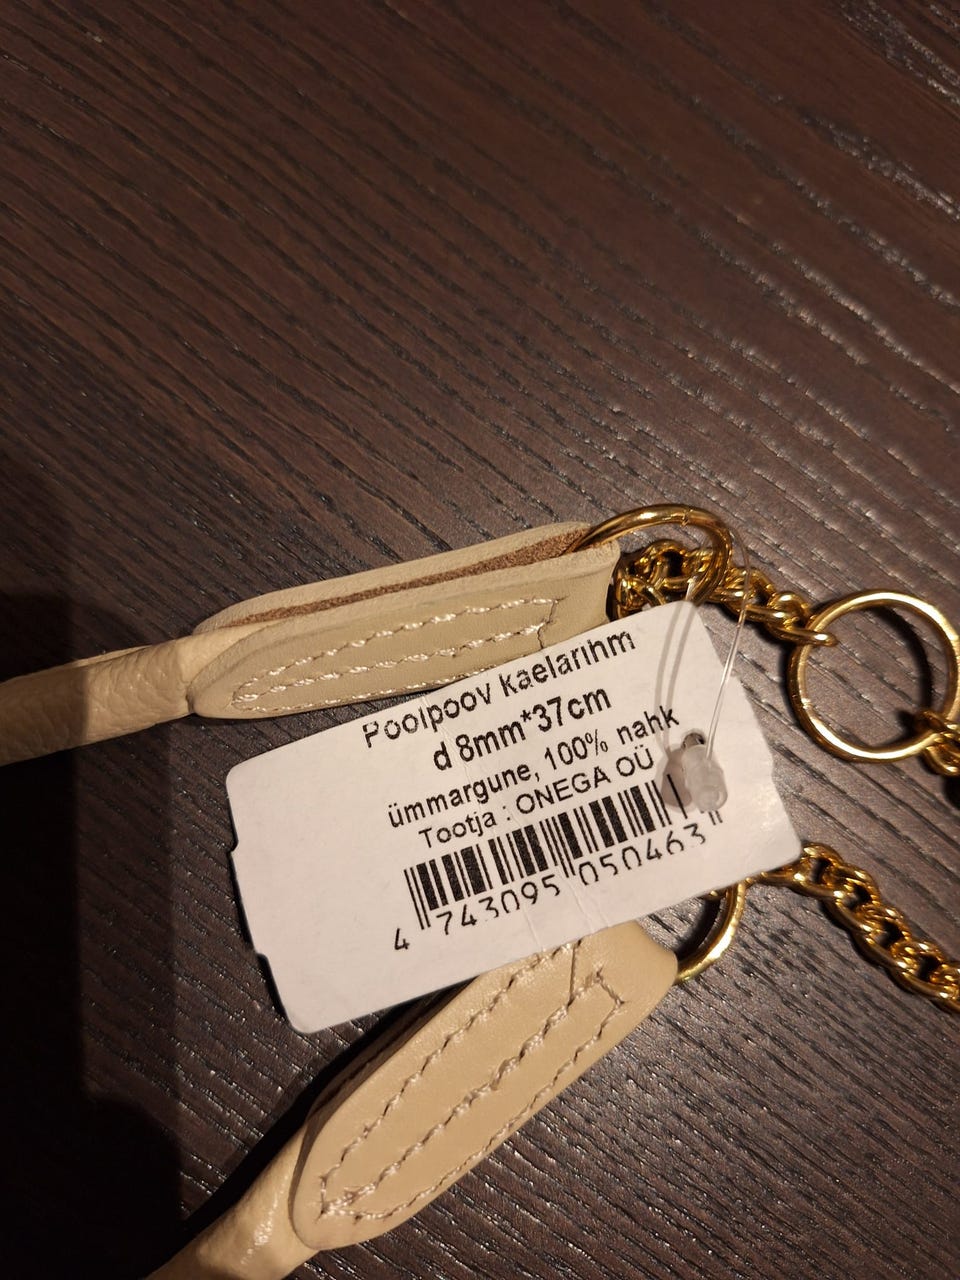 Poolpoov kaelarihm
d 8mm*37cm
ümmargune, 100% nahk
Tootja : ONEGA OÜ
4 743095 050463